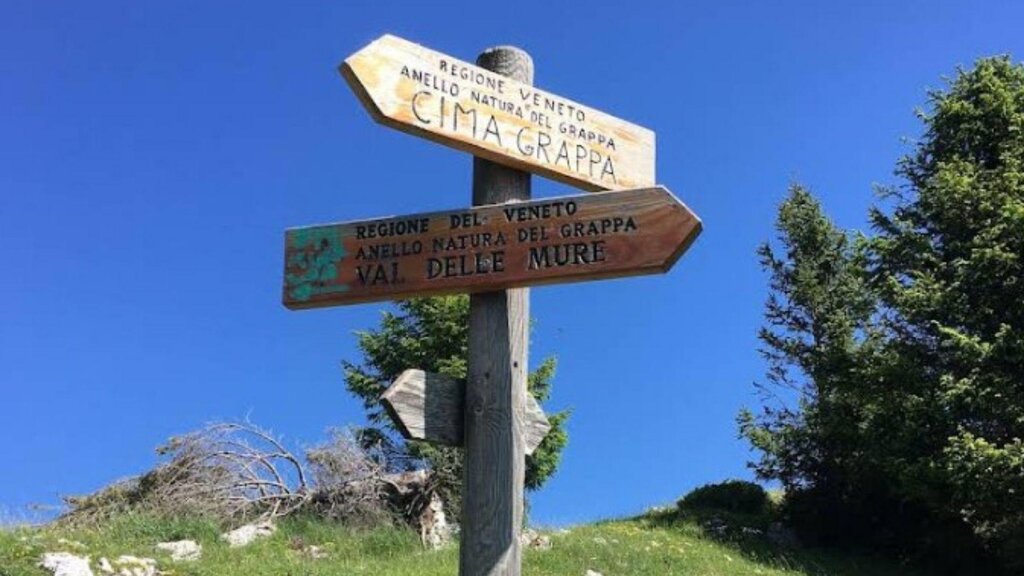 REGIONE VENETO
ANELLO NATURA DEL GRAPPA
CIMA GRAPPA
REGIONE DEL VENETO
ANELLO NATURA DEL GRAPPA
VAL DELLE MURE